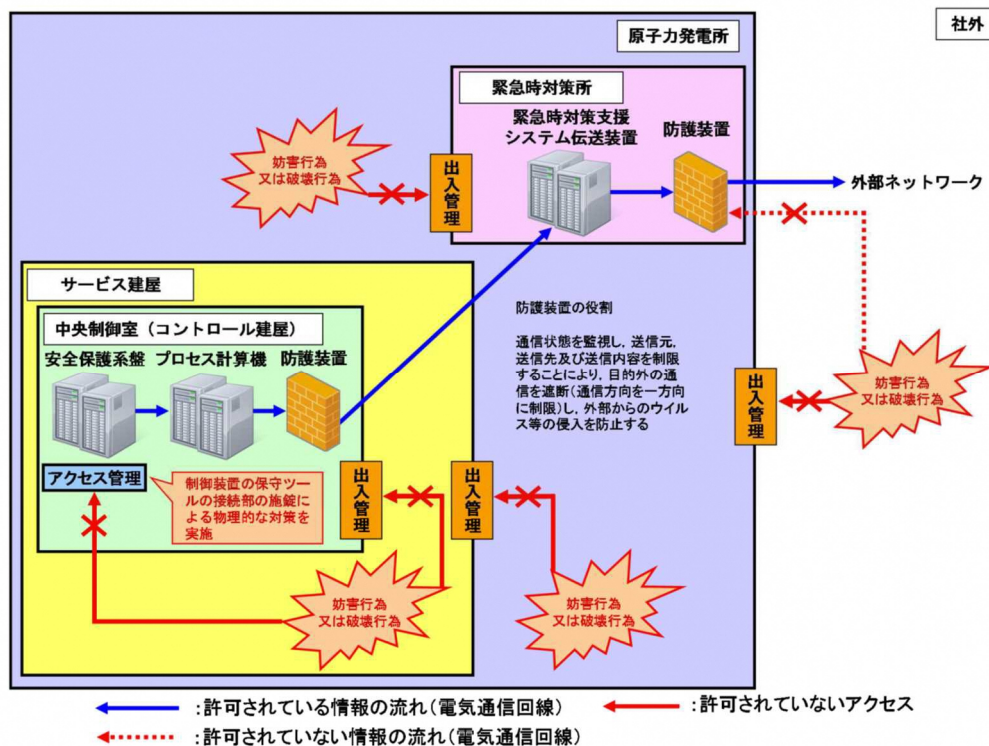 社外
原子力発電所
緊急時対策所
緊急時対策支援
システム伝送装置
防護装置
妨害行為
又は破壊行為
出入管理
外部ネットワーク
サービス建屋
中央制御室（コントロール建屋）
安全保護系盤
プロセス計算機
防護装置
防護装置の役割
通信状態を監視し，送信元，
送信先及び送信内容を制限
することにより，目的外の通
信を遮断（通信方向を一方向
に制限）し，外部からのウイル
ス等の侵入を防止する
出入管理
妨害行為
又は破壊行為
アクセス管理
制御装置の保守ツー
ルの接続部の施錠に
よる物理的な対策を
実施
出入管理
出入管理
妨害行為
又は破壊行為
妨害行為
又は破壊行為
：許可されている情報の流れ（電気通信回線）
：許可されていないアクセス
：許可されていない情報の流れ（電気通信回線）